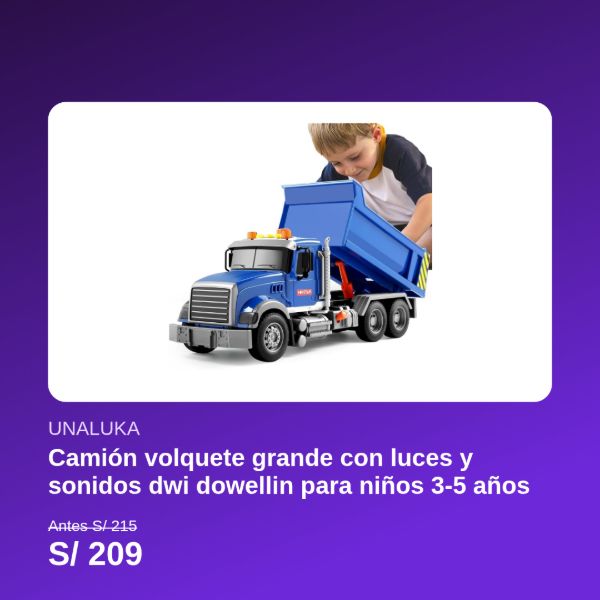 UNALUKA
Camión volquete grande con luces y
sonidos dwi dowellin para niños 3-5 años
Antes S/ 215
S/ 209